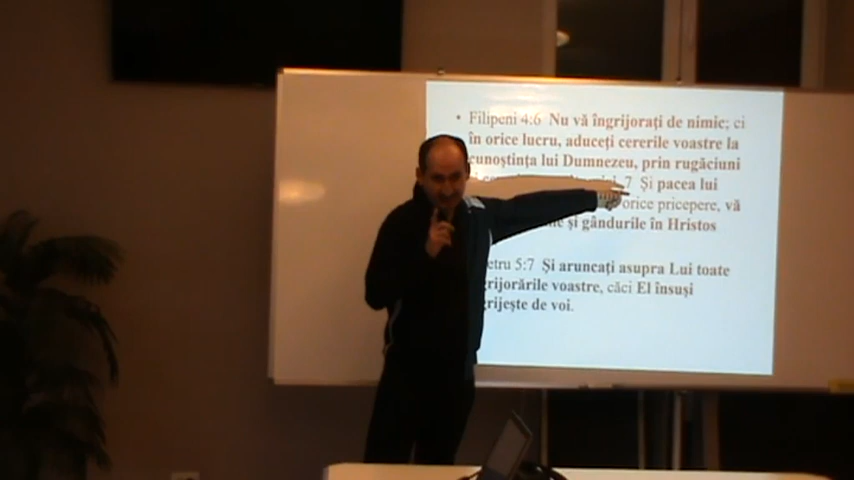 • Filipeni 4:6 Nu vă îngrijorați de nimic; ci
în orice lucru, aduceți cererile voastre la
cunoștința lui Dumnezeu, prin rugăciuni
7 Și pacea lui
orice pricepere, vă
și gândurile în Hristos
etru 5:7 Și aruncați asupra Lui toate
grijorările voastre, căci El însuși
grijește de voi.